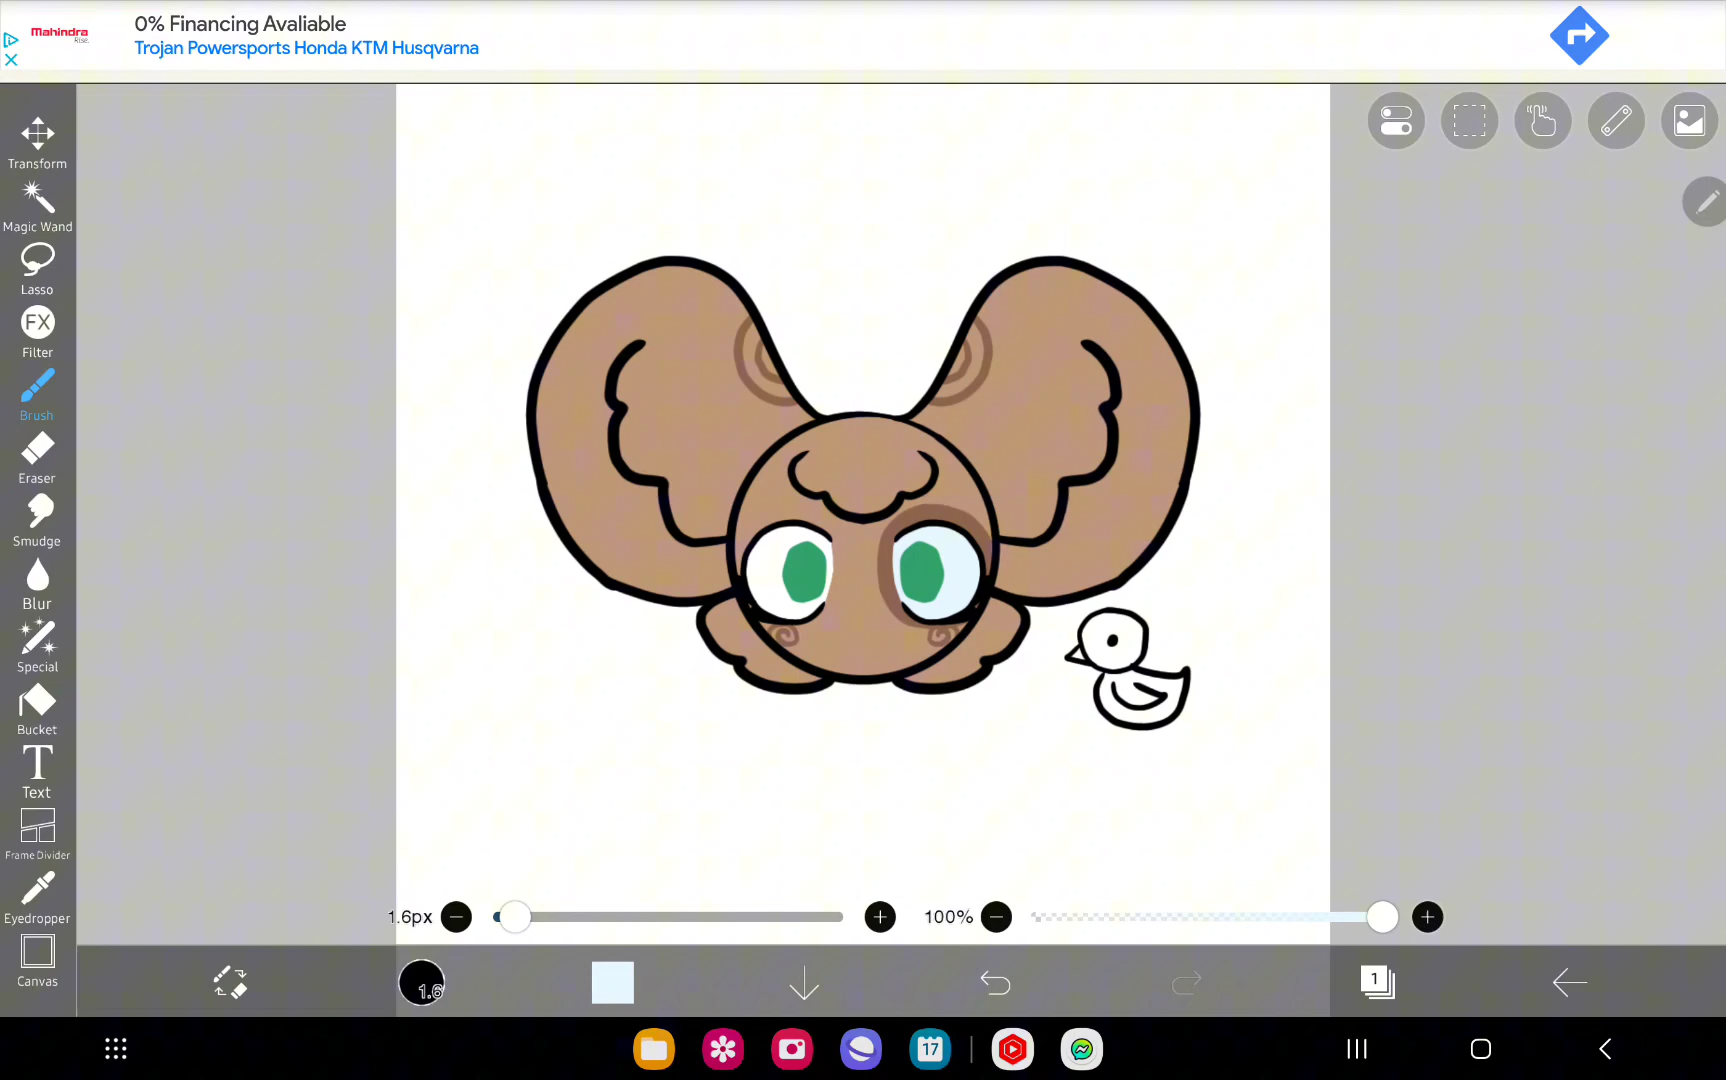 Mahindra
Rise.
0% Financing Avaliable
Trojan Powersports Honda KTM Husqvarna
Transform
Magic Wand
Lasso
FX
Filter
Brush
Eraser
Smudge
Blur
Special
Bucket
T
Text
Frame Divider
Eyedropper
Canvas
1.6px
100%
1.6
1
17